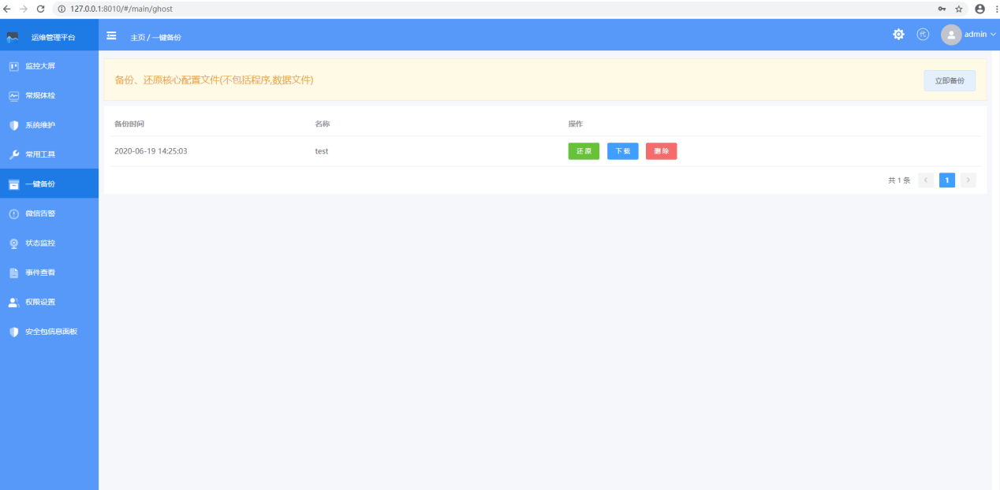 127.0.0.1:8010/#/main/ghost
运维管理平台
主页 / 一键备份
代
admin
监控大屏
常规体检
系统维护
常用工具
一键备份
微信告警
状态监控
事件查看
权限设置
安全包信息面板
备份、还原核心配置文件(不包括程序,数据文件)
立即备份
备份时间 名称 操作
2020-06-19 14:25:03 test 还原 下载 删除
共 1 条 1